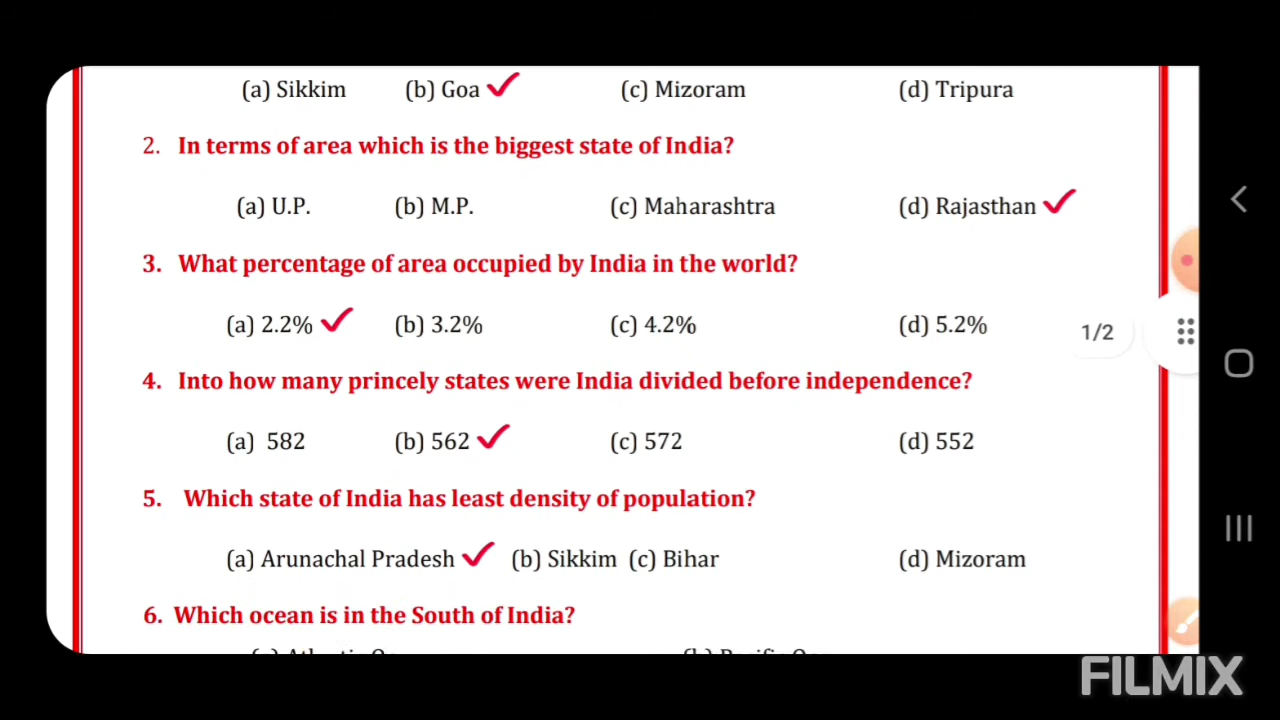 (a) Sikkim (b) Goa (c) Mizoram (d) Tripura
2. In terms of area which is the biggest state of India?
(a) U.P. (b) M.P. (c) Maharashtra (d) Rajasthan
3. What percentage of area occupied by India in the world?
(a) 2.2% (b) 3.2% (c) 4.2% (d) 5.2%
1/2
4. Into how many princely states were India divided before independence?
(a) 582 (b) 562 (c) 572 (d) 552
5. Which state of India has least density of population?
(a) Arunachal Pradesh (b) Sikkim (c) Bihar (d) Mizoram
6. Which ocean is in the South of India?
FILMIX